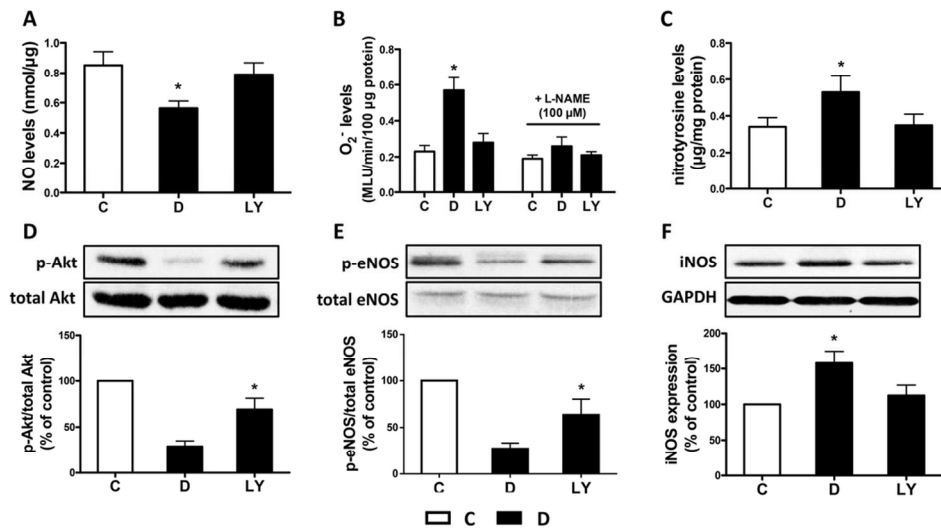 A
NO levels (nmol/µg)
1.0
0.8
0.6
0.4
0.2
0.0
*
C D LY
B
O2- levels
(MLU/min/100 µg protein)
0.8
0.6
0.4
0.2
0.0
*
+ L-NAME
(100 µM)
C D LY C D LY
C
nitrotyrosine levels
(µg/mg protein)
0.8
0.6
0.4
0.2
0.0
*
C D LY
D
p-Akt
total Akt
p-Akt/total Akt
(% of control)
150
100
50
0
*
C D LY
E
p-eNOS
total eNOS
p-eNOS/total eNOS
(% of control)
150
100
50
0
*
C D LY
F
iNOS
GAPDH
iNOS expression
(% of control)
200
150
100
50
0
*
C D LY
C D